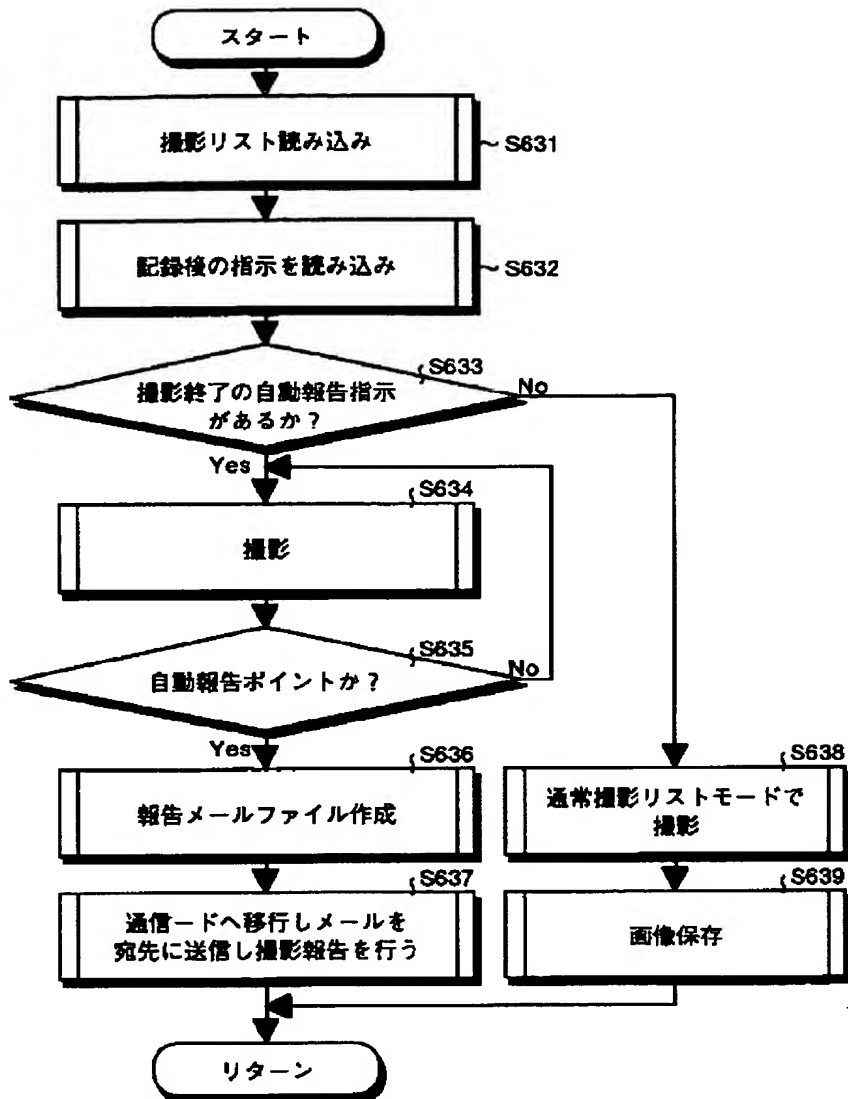 スタート
撮影リスト読み込み
S631
記録後の指示を読み込み
S632
S633
撮影終了の自動報告指示
があるか?
No
Yes
S634
撮影
S635
自動報告ポイントか?
No
Yes
S636
報告メールファイル作成
S638
通常撮影リストモードで
撮影
S637
通信ードへ移行しメールを
宛先に送信し撮影報告を行う
S639
画像保存
リターン